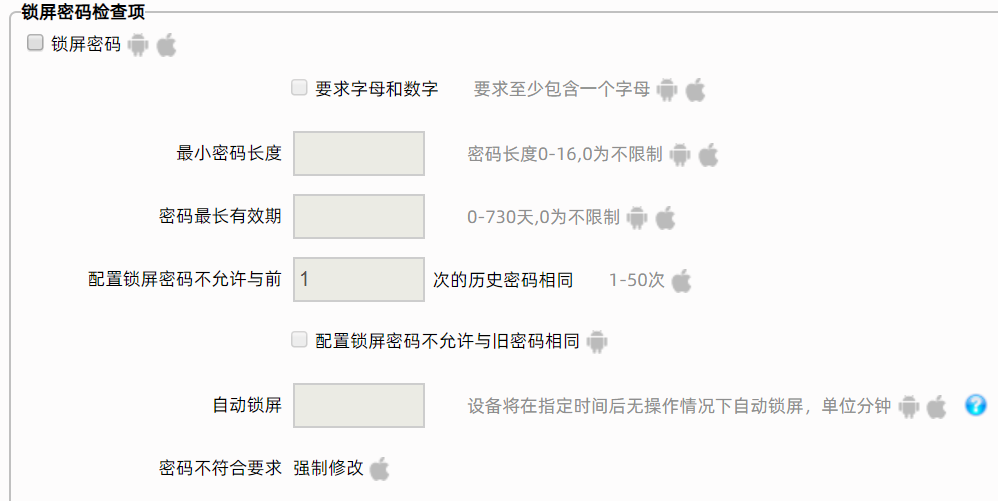 锁屏密码检查项
锁屏密码
要求字母和数字 要求至少包含一个字母
最小密码长度 密码长度0-16,0为不限制
密码最长有效期 0-730天,0为不限制
配置锁屏密码不允许与前 1 次的历史密码相同 1-50次
配置锁屏密码不允许与旧密码相同
自动锁屏 设备将在指定时间后无操作情况下自动锁屏，单位分钟 ?
密码不符合要求 强制修改